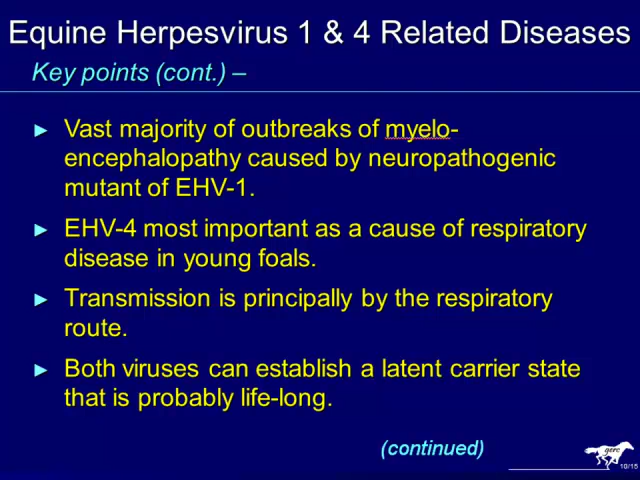 Equine Herpesvirus 1 & 4 Related Diseases
Key points (cont.) –
► Vast majority of outbreaks of myelo-
encephalopathy caused by neuropathogenic
mutant of EHV-1.
► EHV-4 most important as a cause of respiratory
disease in young foals.
► Transmission is principally by the respiratory
route.
► Both viruses can establish a latent carrier state
that is probably life-long.
(continued)
gerc
10/15